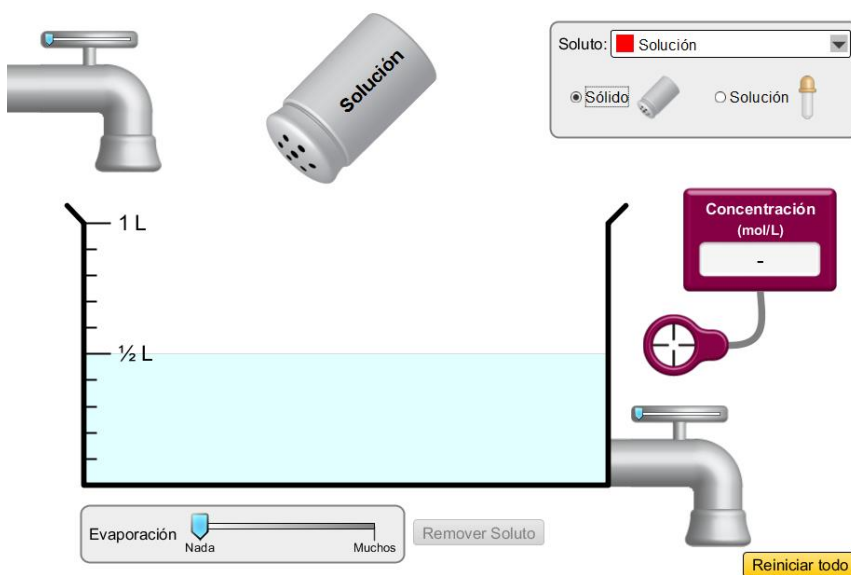 Solución
Soluto: Solución
Sólido
Solución
Concentración
(mol/L)
-
1 L
½ L
Evaporación
Nada
Muchos
Remover Soluto
Reiniciar todo